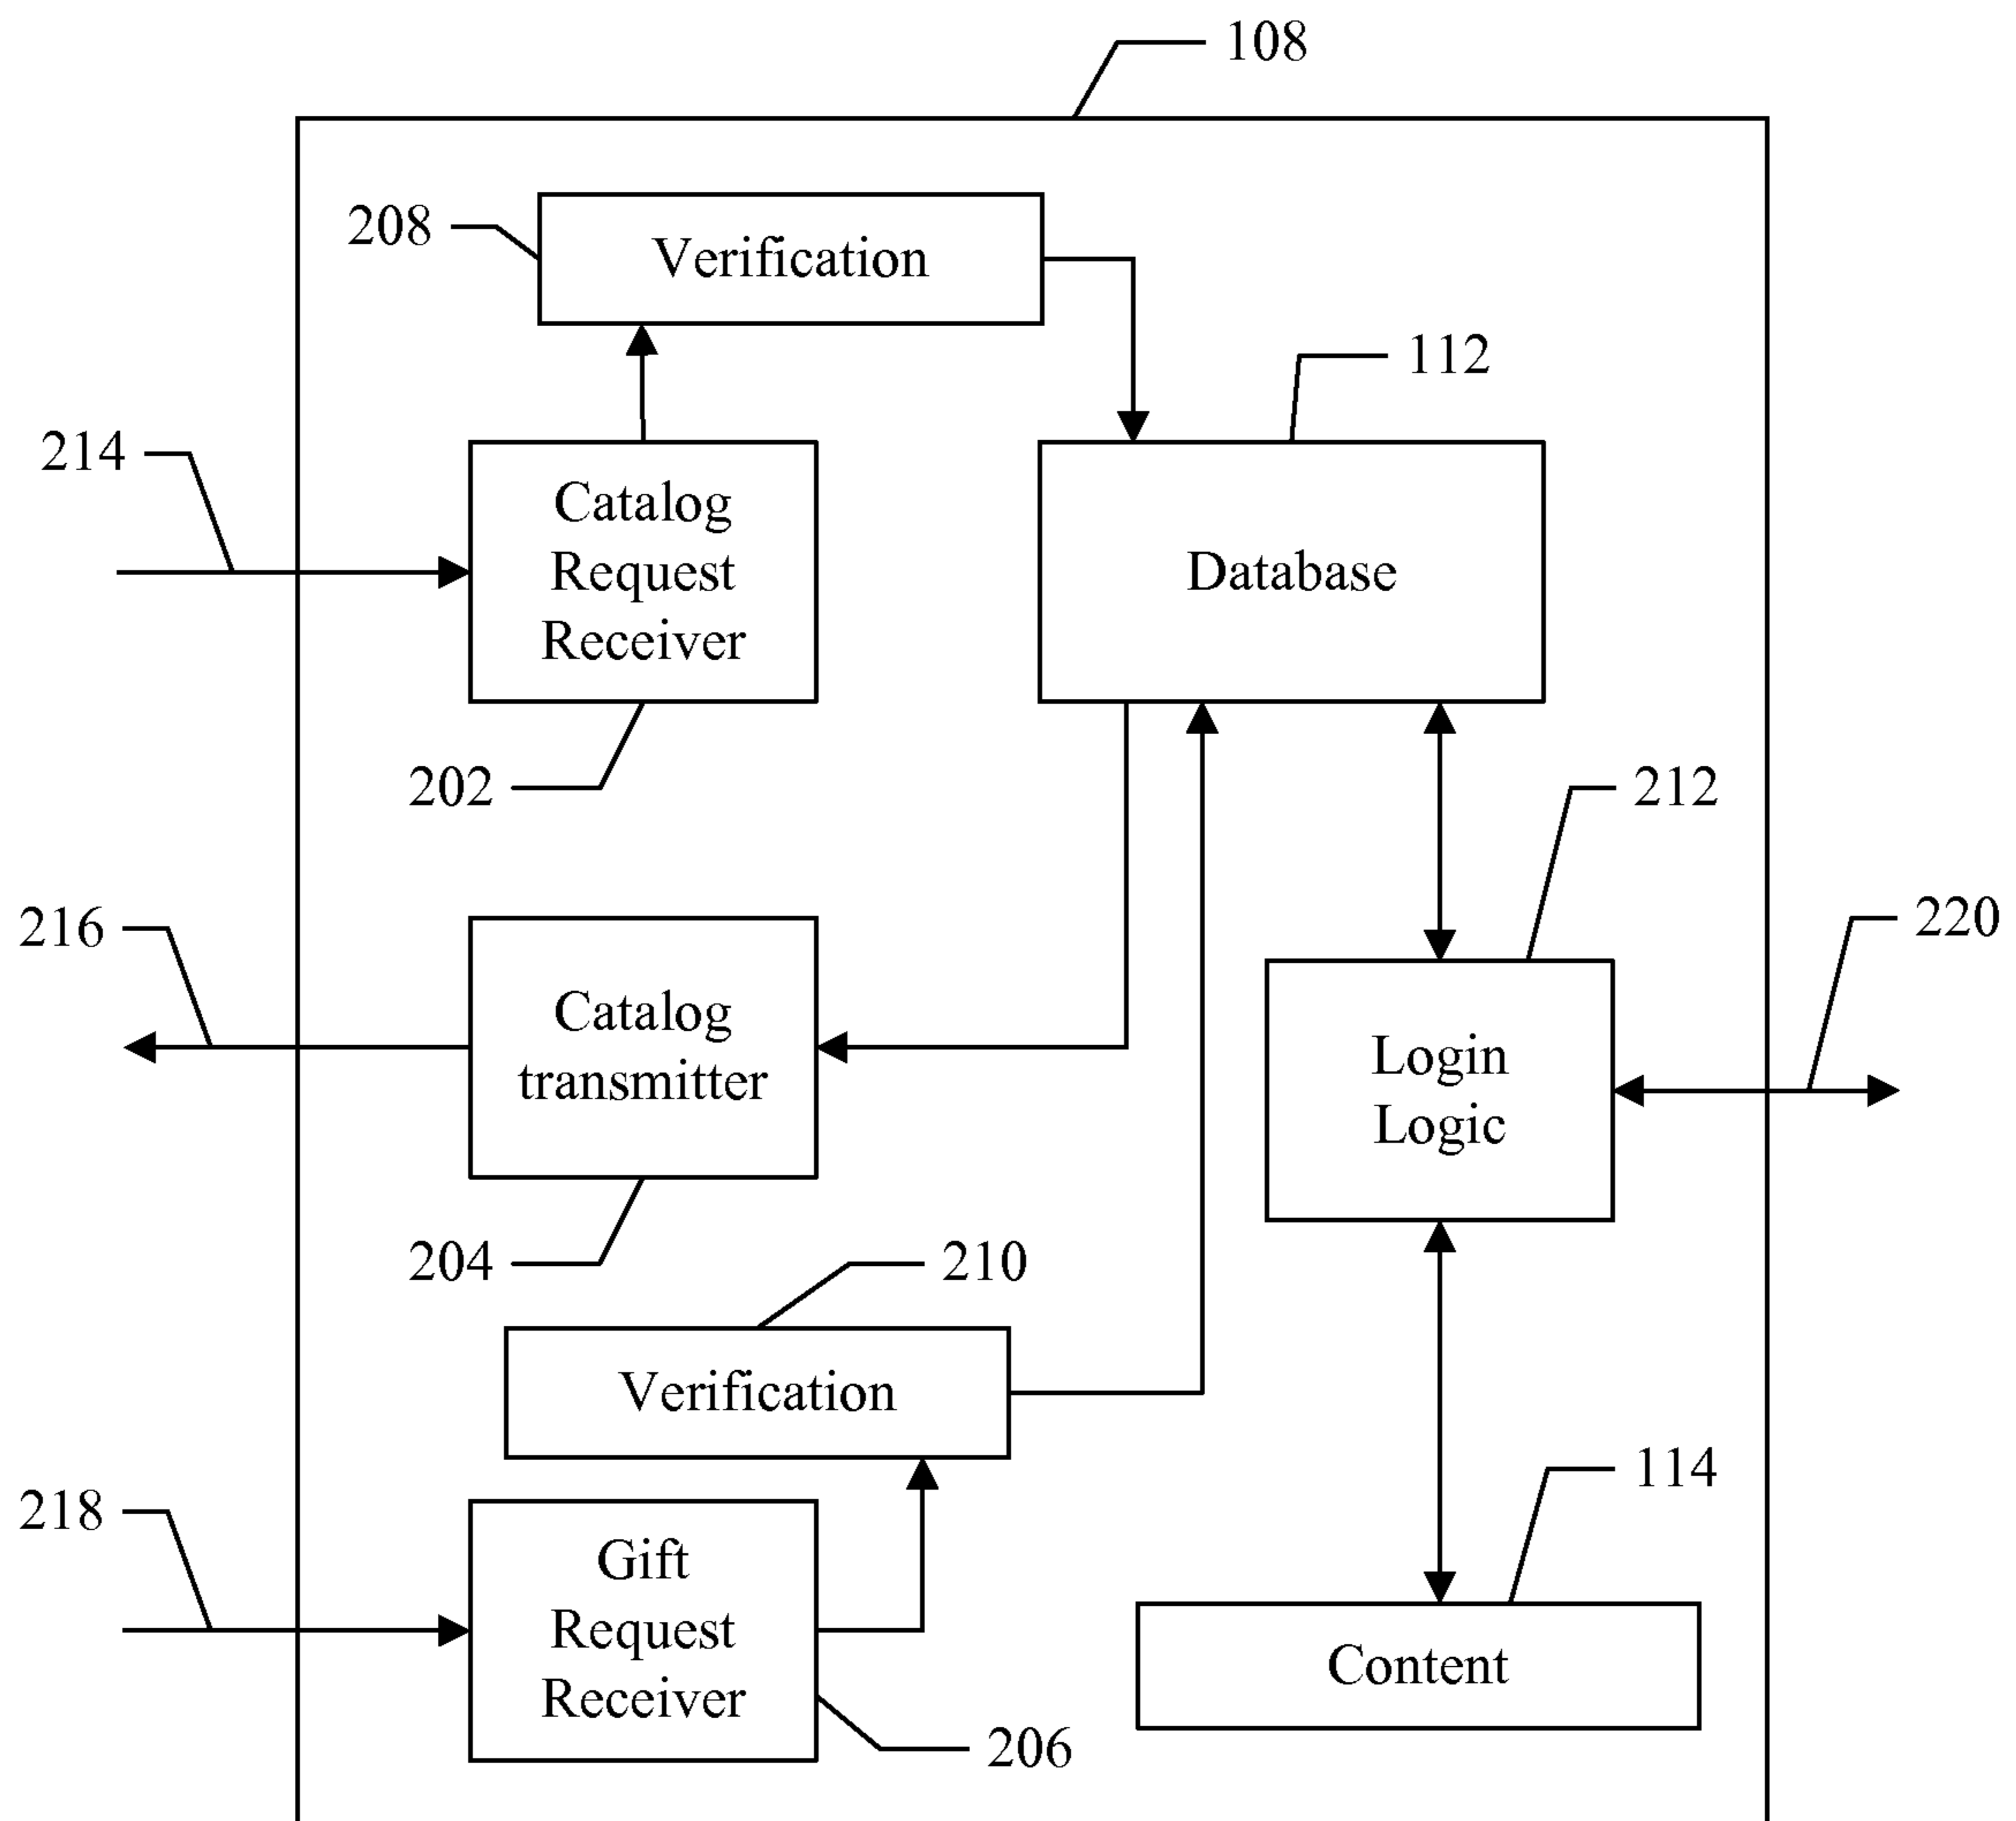 108
208
Verification
112
214
Catalog
Request
Receiver
Database
202
212
216
220
Catalog
transmitter
Login
Logic
204
210
Verification
114
218
Gift
Request
Receiver
Content
206